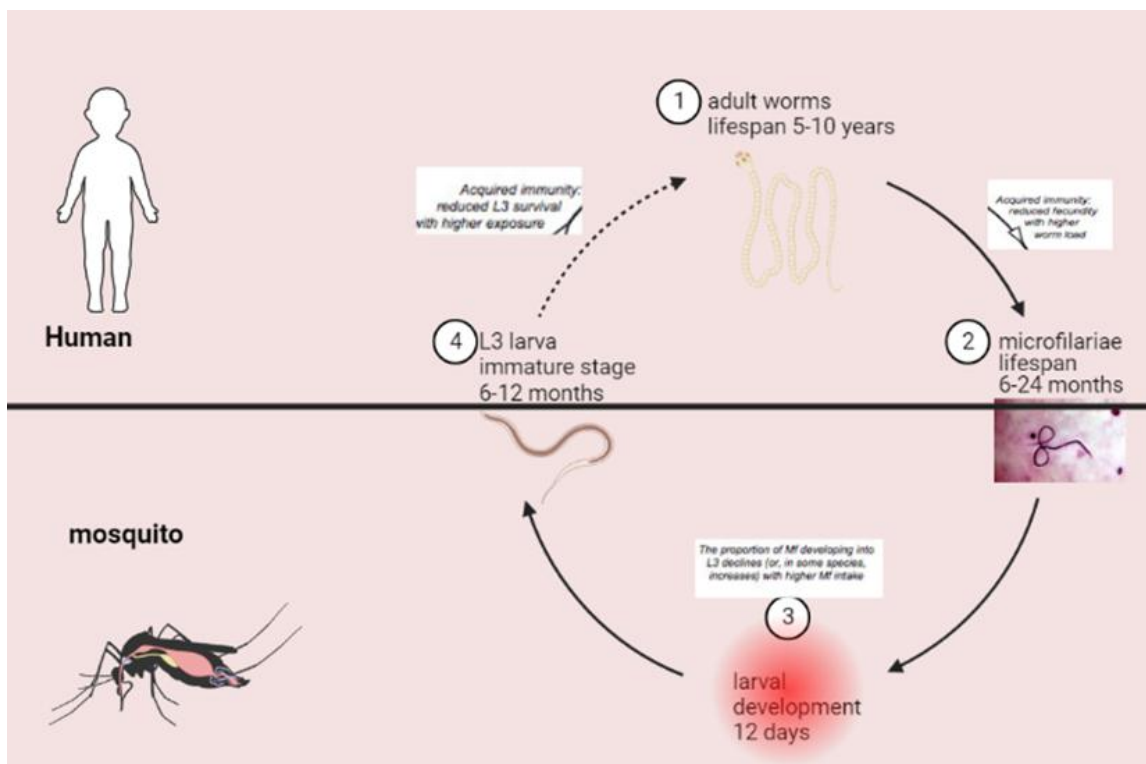 1
adult worms
lifespan 5-10 years
Acquired immunity:
reduced L3 survival
with higher exposure
Acquired immunity:
reduced fecundity
with higher
worm load
Human
4
L3 larva
immature stage
6-12 months
2
microfilariae
lifespan
6-24 months
mosquito
The proportion of Mf developing into
L3 declines (or, in some species,
increases) with higher Mf intake
3
larval
development
12 days